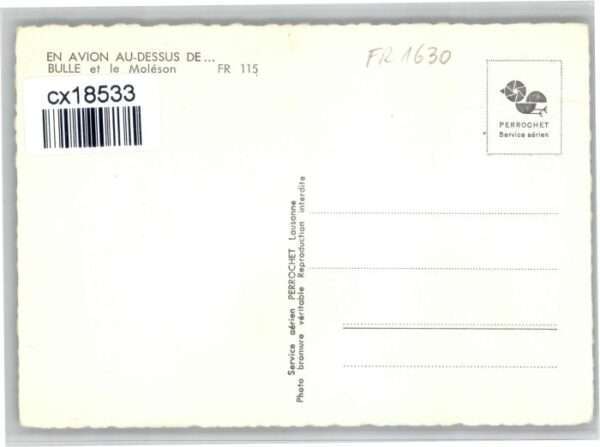 EN AVION AU-DESSUS DE...
BULLE et le Moléson FR 115
cx18533
FR 1630
PERROCHET
Service aérien
Service aérien PERROCHET Lausanne
Photo bromure véritable Reproduction interdite